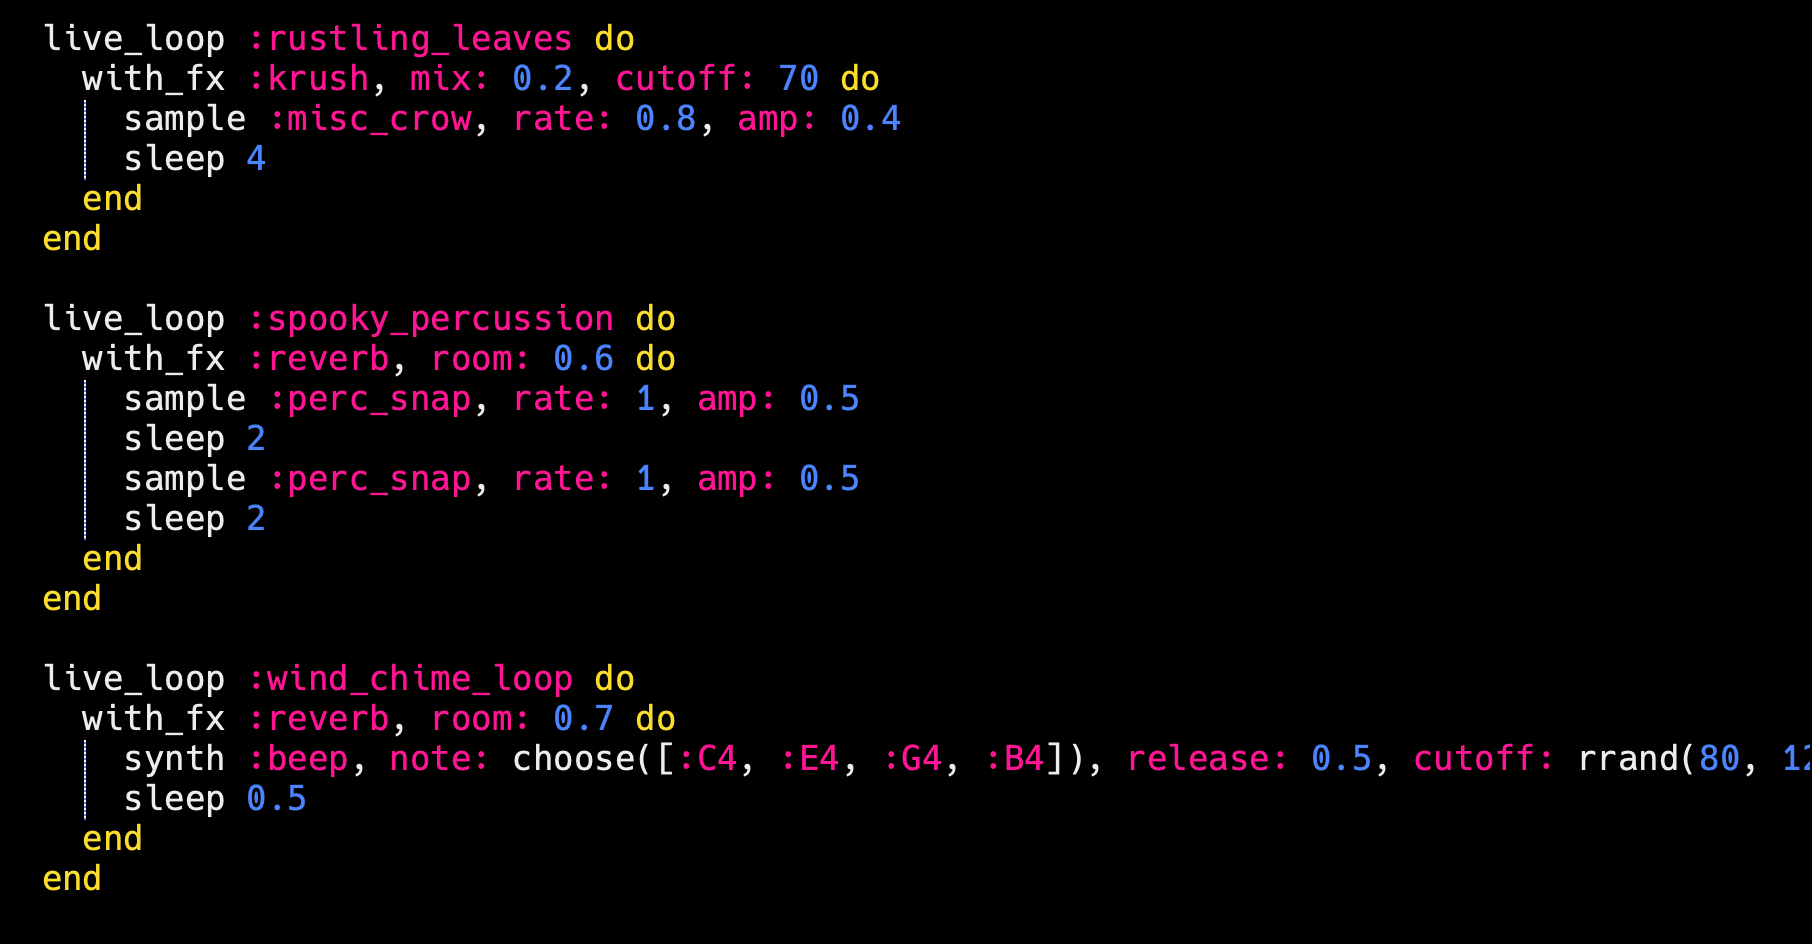 live_loop :rustling_leaves do
  with_fx :krush, mix: 0.2, cutoff: 70 do
    sample :misc_crow, rate: 0.8, amp: 0.4
    sleep 4
  end
end

live_loop :spooky_percussion do
  with_fx :reverb, room: 0.6 do
    sample :perc_snap, rate: 1, amp: 0.5
    sleep 2
    sample :perc_snap, rate: 1, amp: 0.5
    sleep 2
  end
end

live_loop :wind_chime_loop do
  with_fx :reverb, room: 0.7 do
    synth :beep, note: choose([:C4, :E4, :G4, :B4]), release: 0.5, cutoff: rrand(80,
    sleep 0.5
  end
end